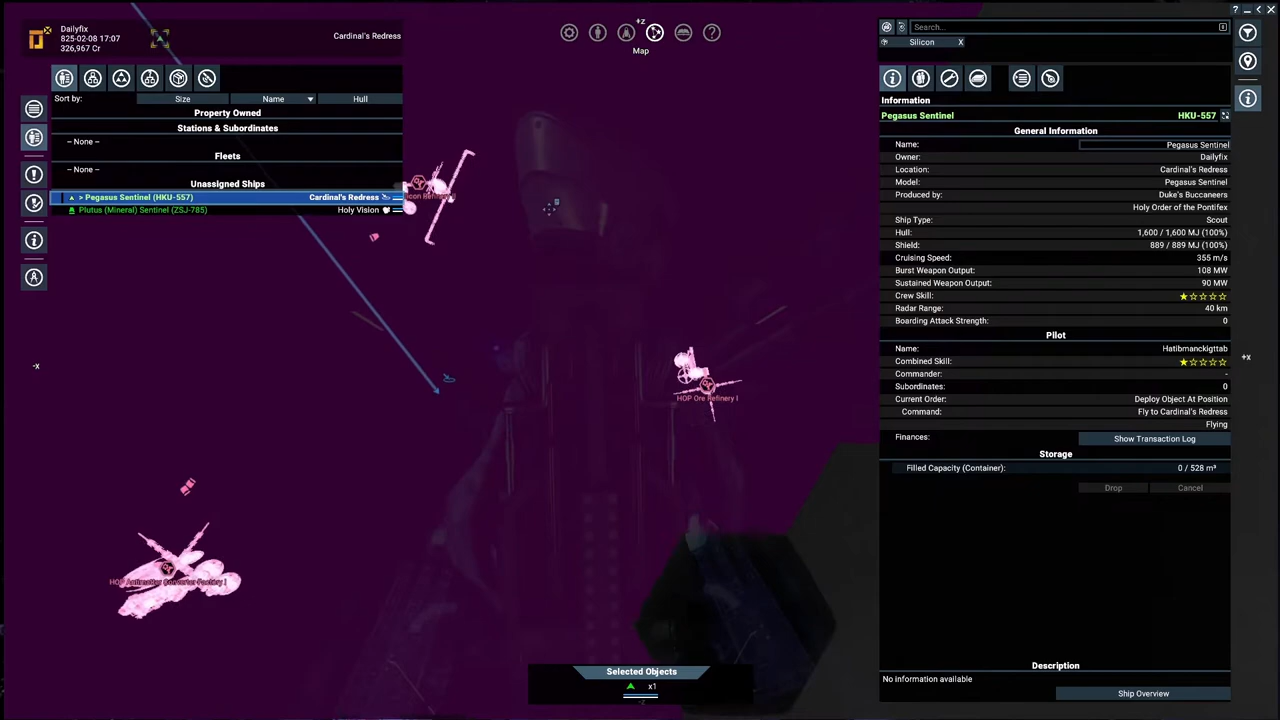 Dailyfix
825-02-08 17:07
326,967 Cr
Cardinal's Redress
Sort by:
Size
Name
Hull
Property Owned
Stations & Subordinates
– None –
Fleets
– None –
Unassigned Ships
> Pegasus Sentinel (HKU-557)
Cardinal's Redress
Plutus (Mineral) Sentinel (ZSJ-785)
Holy Vision
+z
Map
-x
+x
HOP Ore Refinery I
HOP Antimatter Converter Factory I
Selected Objects
x1
-z
Search...
Silicon
X
Information
Pegasus Sentinel
HKU-557
General Information
Name:
Pegasus Sentinel
Owner:
Dailyfix
Location:
Cardinal's Redress
Model:
Pegasus Sentinel
Produced by:
Duke's Buccaneers
Holy Order of the Pontifex
Ship Type:
Scout
Hull:
1,600 / 1,600 MJ (100%)
Shield:
889 / 889 MJ (100%)
Cruising Speed:
355 m/s
Burst Weapon Output:
108 MW
Sustained Weapon Output:
90 MW
Crew Skill:
Radar Range:
40 km
Boarding Attack Strength:
0
Pilot
Name:
Hatibmanckigttab
Combined Skill:
Commander:
-
Subordinates:
0
Current Order:
Deploy Object At Position
Command:
Fly to Cardinal's Redress
Flying
Finances:
Show Transaction Log
Storage
Filled Capacity (Container):
0 / 528 m³
Drop
Cancel
Description
No information available
Ship Overview